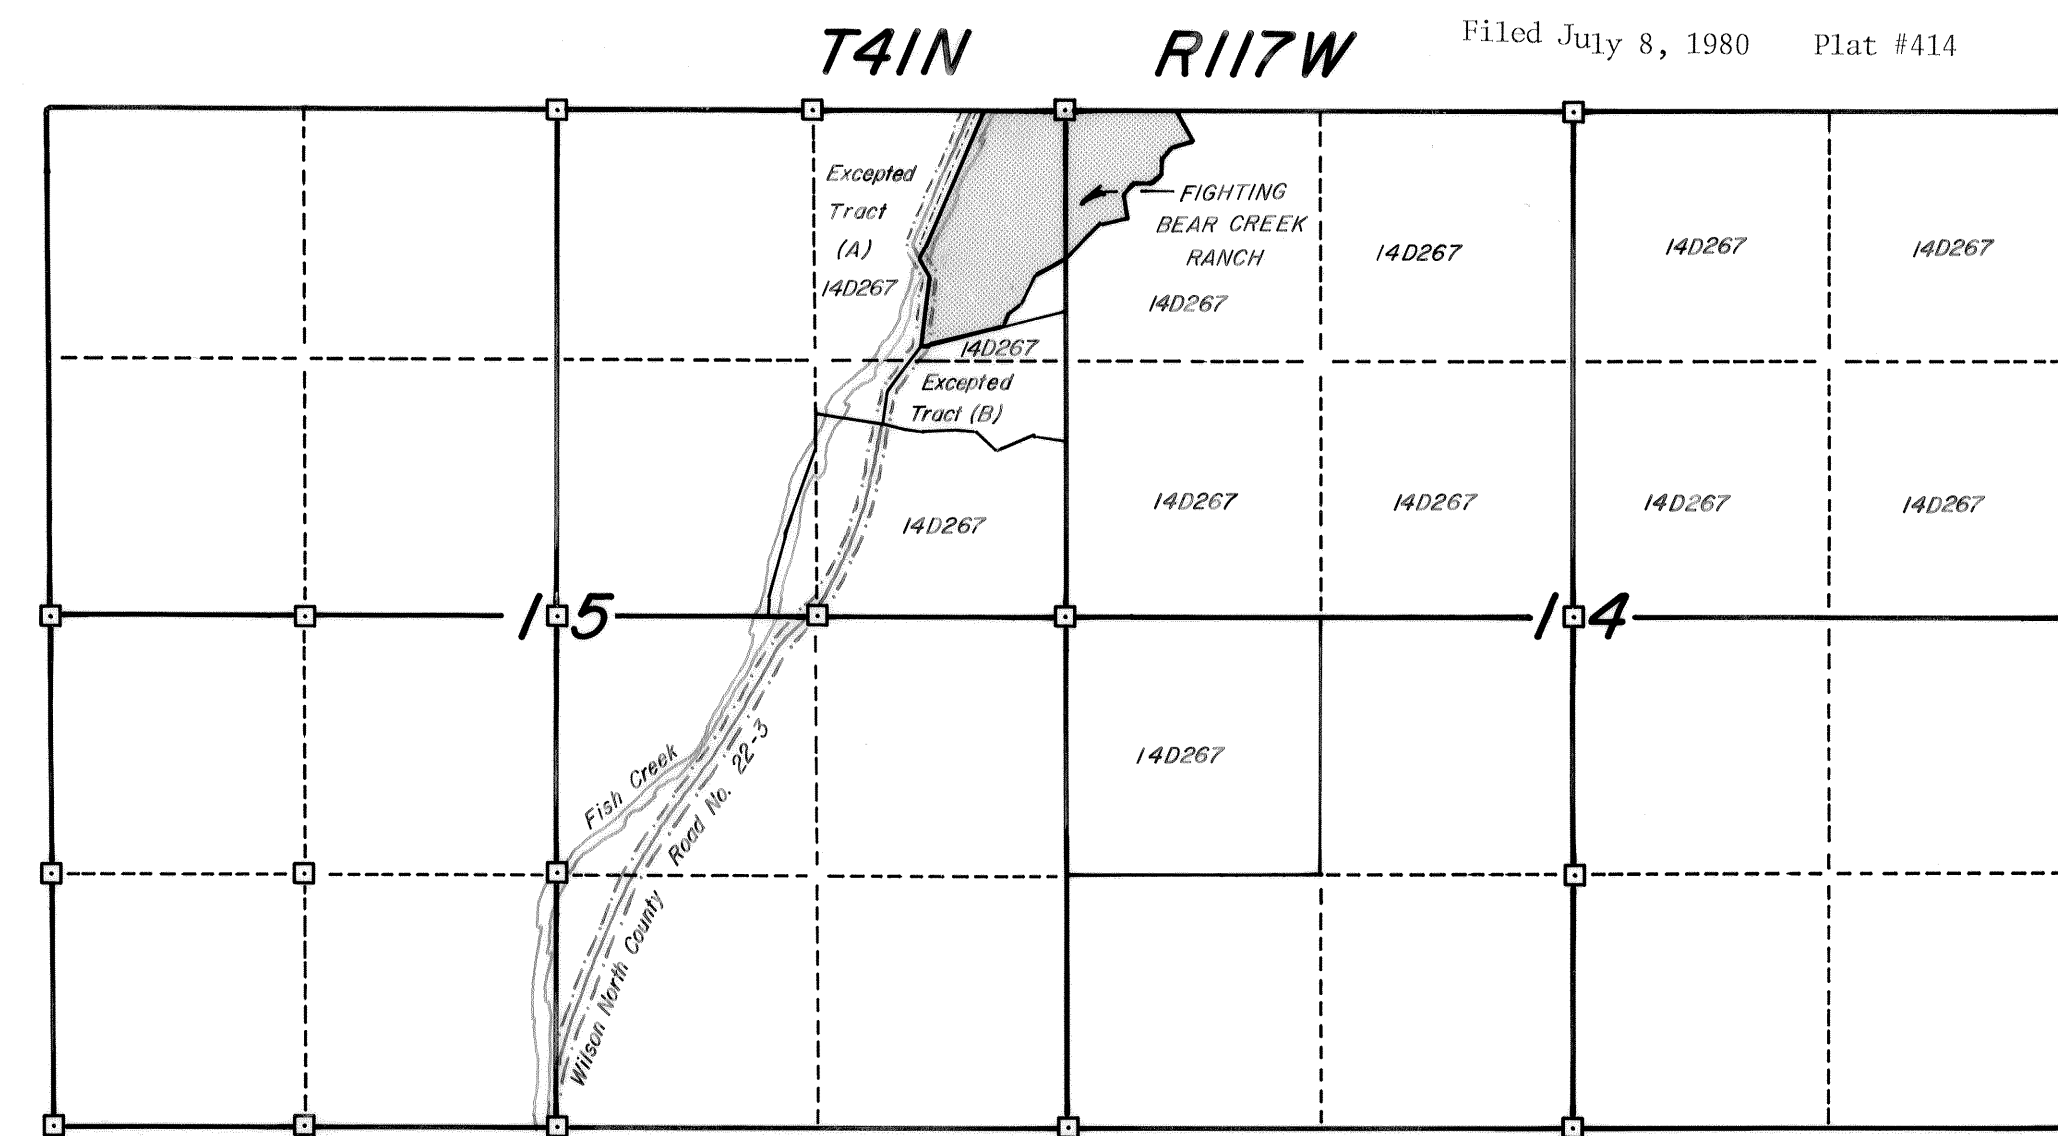 T41N R117W
Filed July 8, 1980 Plat #414
Excepted
Tract
(A)
14D267
FIGHTING
BEAR CREEK
RANCH
14D267
14D267
14D267
14D267
14D267
Excepted
Tract (B)
14D267
14D267
14D267
14D267
14D267
15
14
14D267
Fish Creek
Wilson North County Road No. 22-3